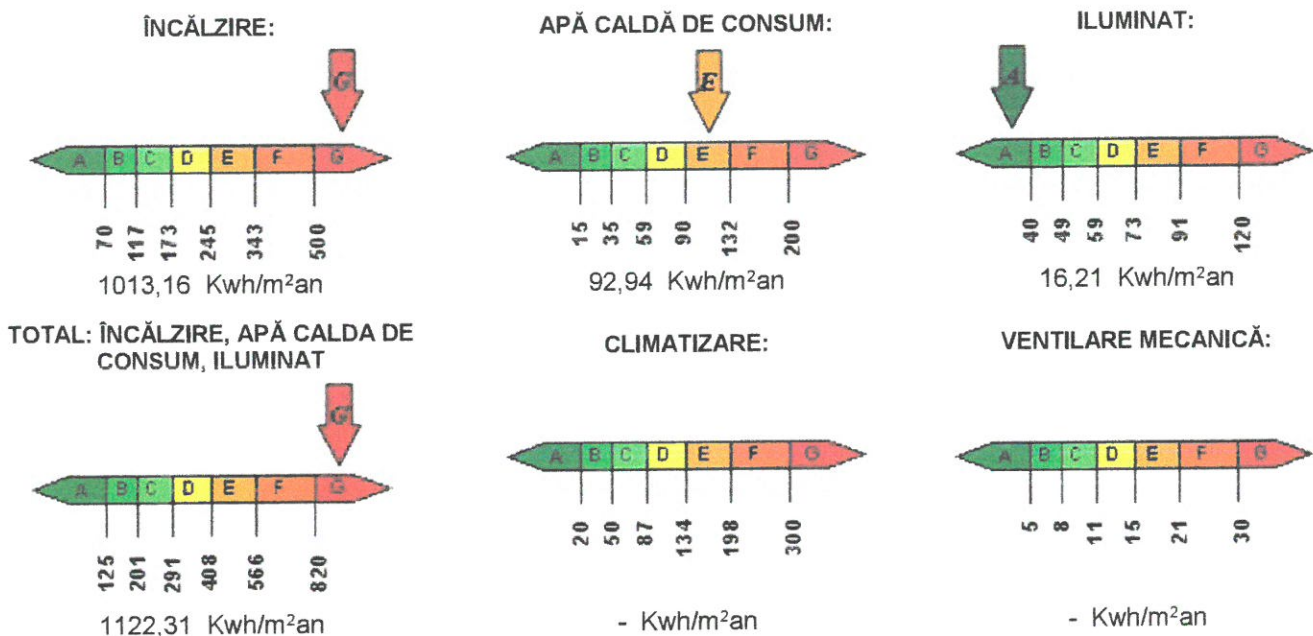 ÎNCĂLZIRE:
G
A B C D E F G
70 117 173 245 343 500
1013,16 Kwh/m²an
APĂ CALDĂ DE CONSUM:
E
A B C D E F G
15 35 59 90 132 200
92,94 Kwh/m²an
ILUMINAT:
A
A B C D E F G
40 49 59 73 91 120
16,21 Kwh/m²an
TOTAL: ÎNCĂLZIRE, APĂ CALDA DE
CONSUM, ILUMINAT
G
A B C D E F G
125 201 291 408 566 820
1122,31 Kwh/m²an
CLIMATIZARE:
A B C D E F G
20 50 87 134 198 300
- Kwh/m²an
VENTILARE MECANICĂ:
A B C D E F G
5 8 11 15 21 30
- Kwh/m²an